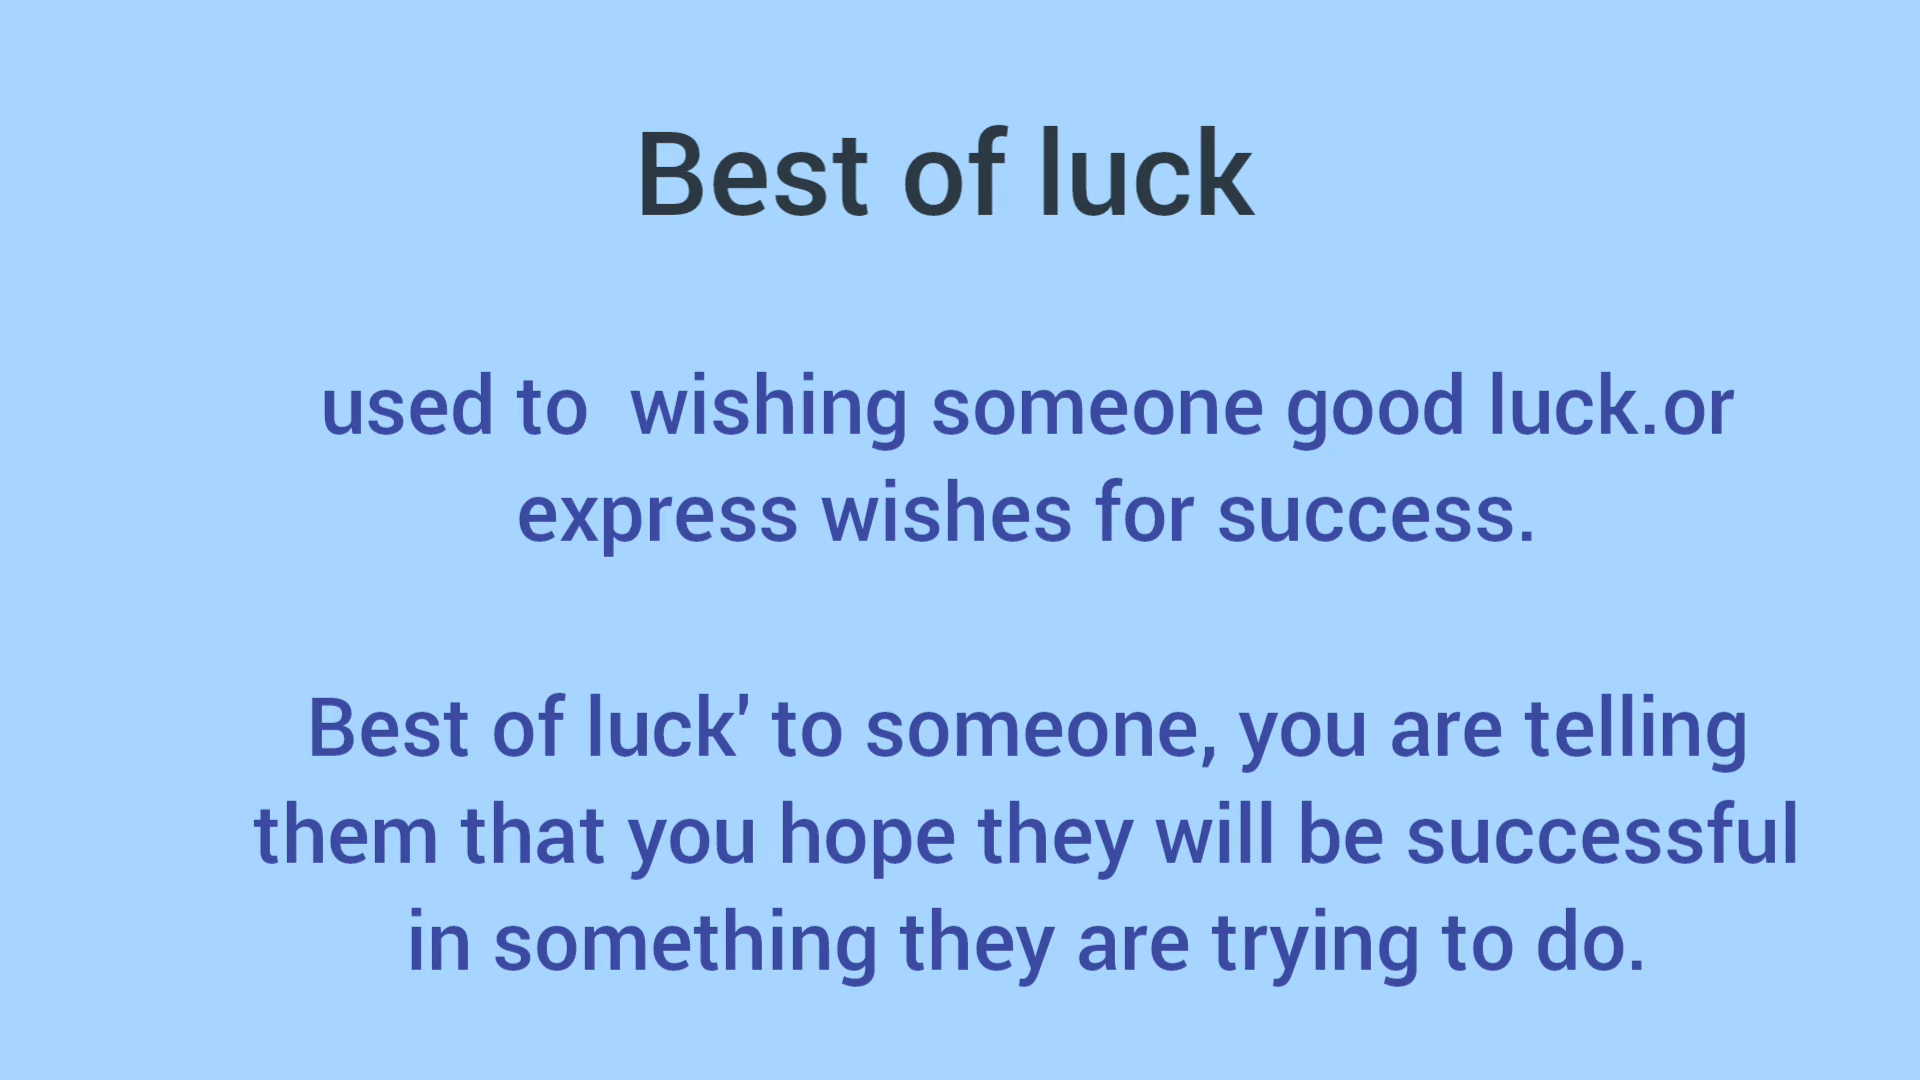 Best of luck
used to  wishing someone good luck.or
express wishes for success.
Best of luck' to someone, you are telling
them that you hope they will be successful
in something they are trying to do.